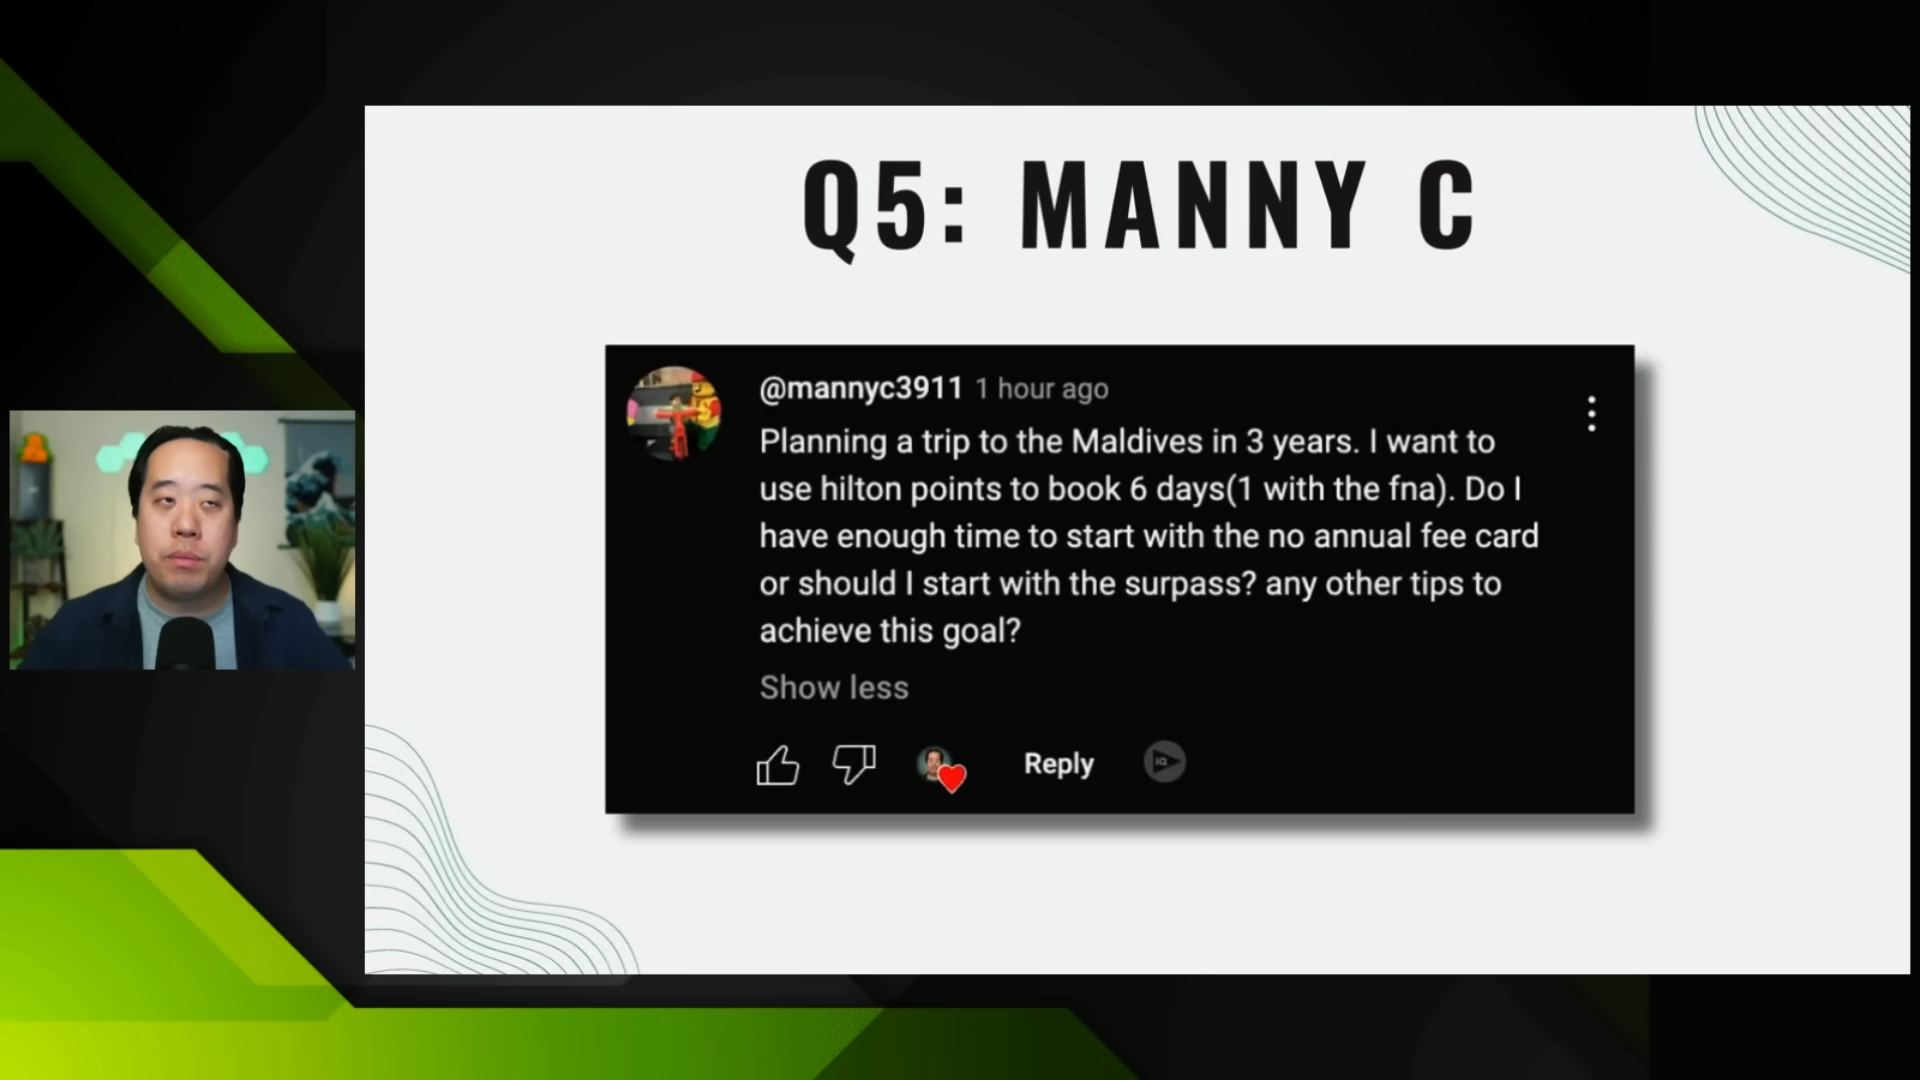 Q5: MANNY C
@mannyc3911 1 hour ago
Planning a trip to the Maldives in 3 years. I want to
use hilton points to book 6 days(1 with the fna). Do I
have enough time to start with the no annual fee card
or should I start with the surpass? any other tips to
achieve this goal?
Show less
Reply